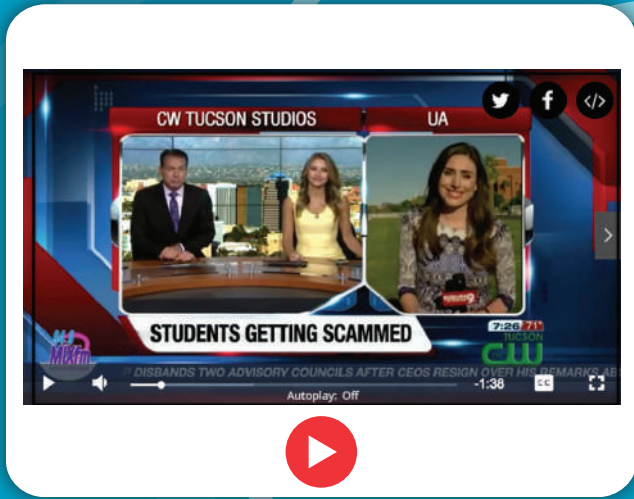 CW TUCSON STUDIOS
UA
STUDENTS GETTING SCAMMED
7:26 71°
TUCSON
CW
MIXfm
DISBANDS TWO ADVISORY COUNCILS AFTER CEOS RESIGN OVER HIS REMARKS AB
-1:38
CC
Autoplay: Off